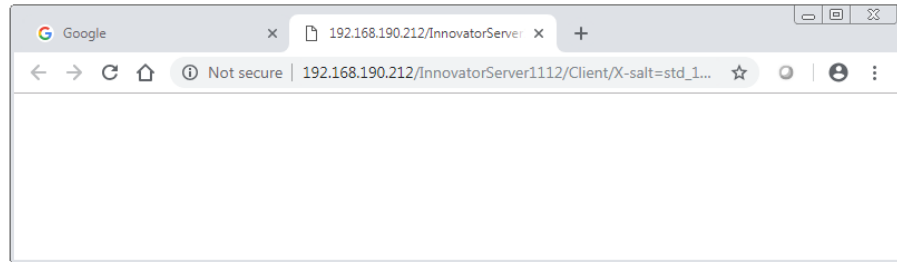 Google
192.168.190.212/InnovatorServer
Not secure | 192.168.190.212/InnovatorServer1112/Client/X-salt=std_1...